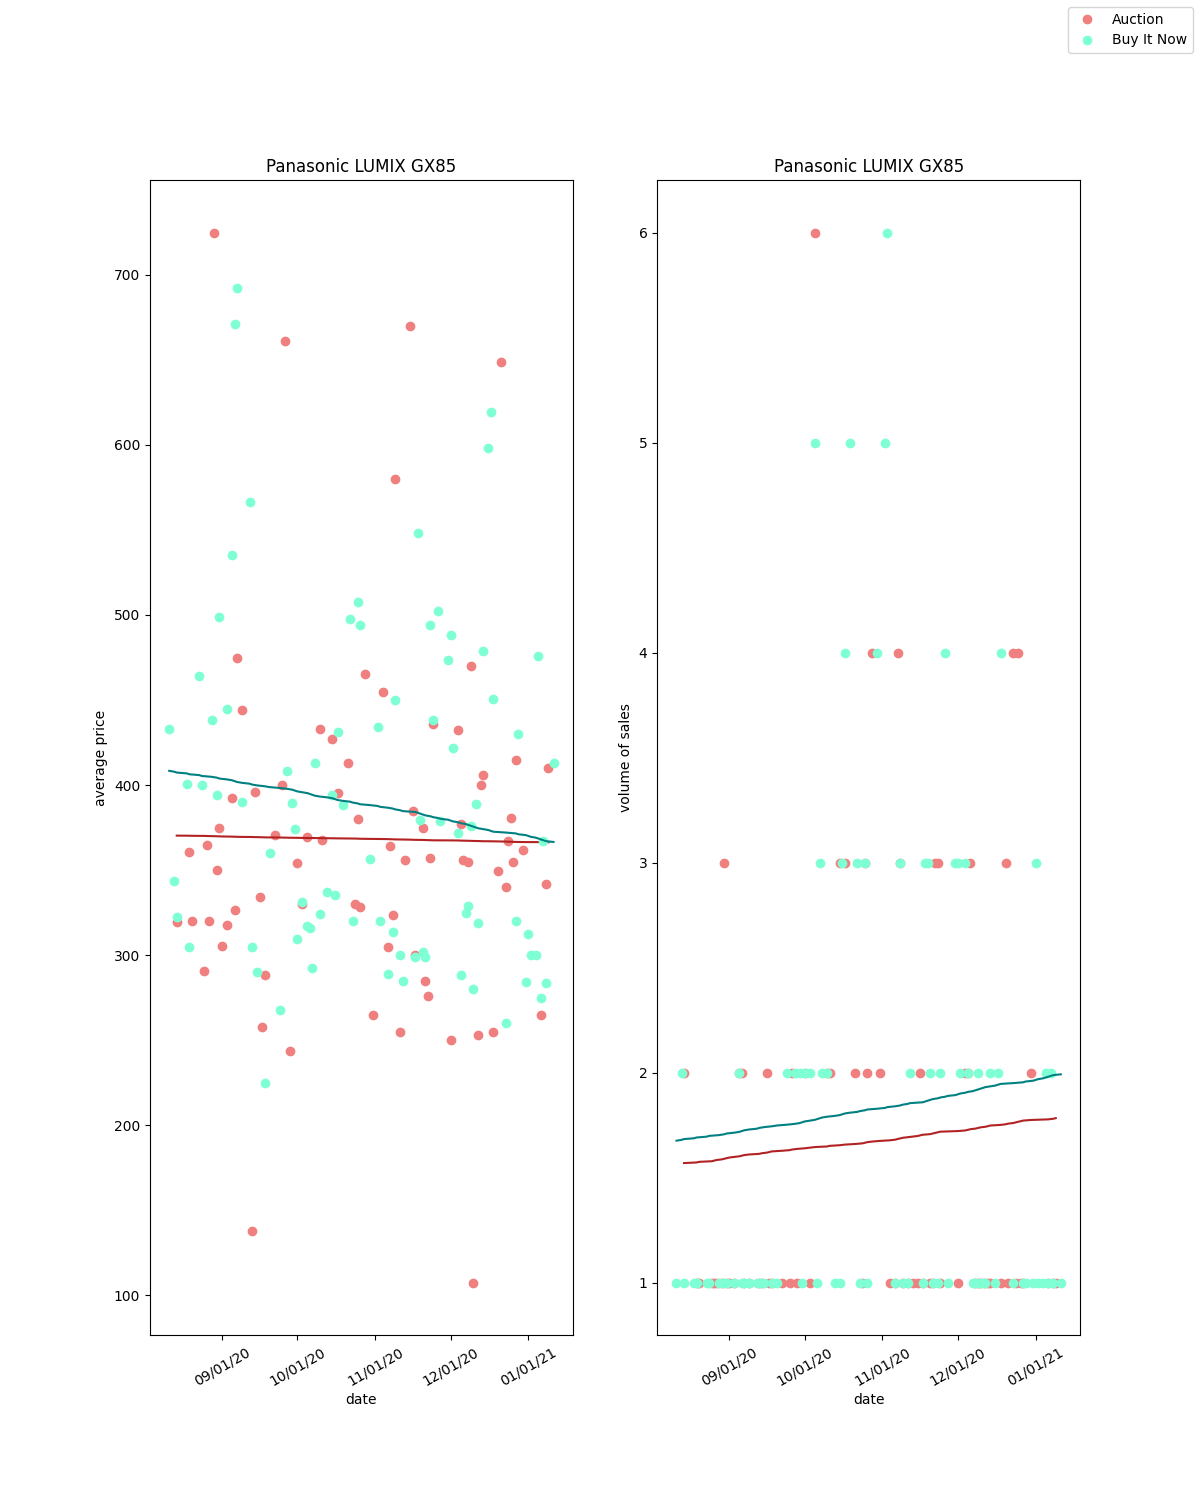 Auction
Buy It Now
Panasonic LUMIX GX85
average price
700
600
500
400
300
200
100
09/01/20
10/01/20
11/01/20
12/01/20
01/01/21
date
Panasonic LUMIX GX85
volume of sales
6
5
4
3
2
1
09/01/20
10/01/20
11/01/20
12/01/20
01/01/21
date